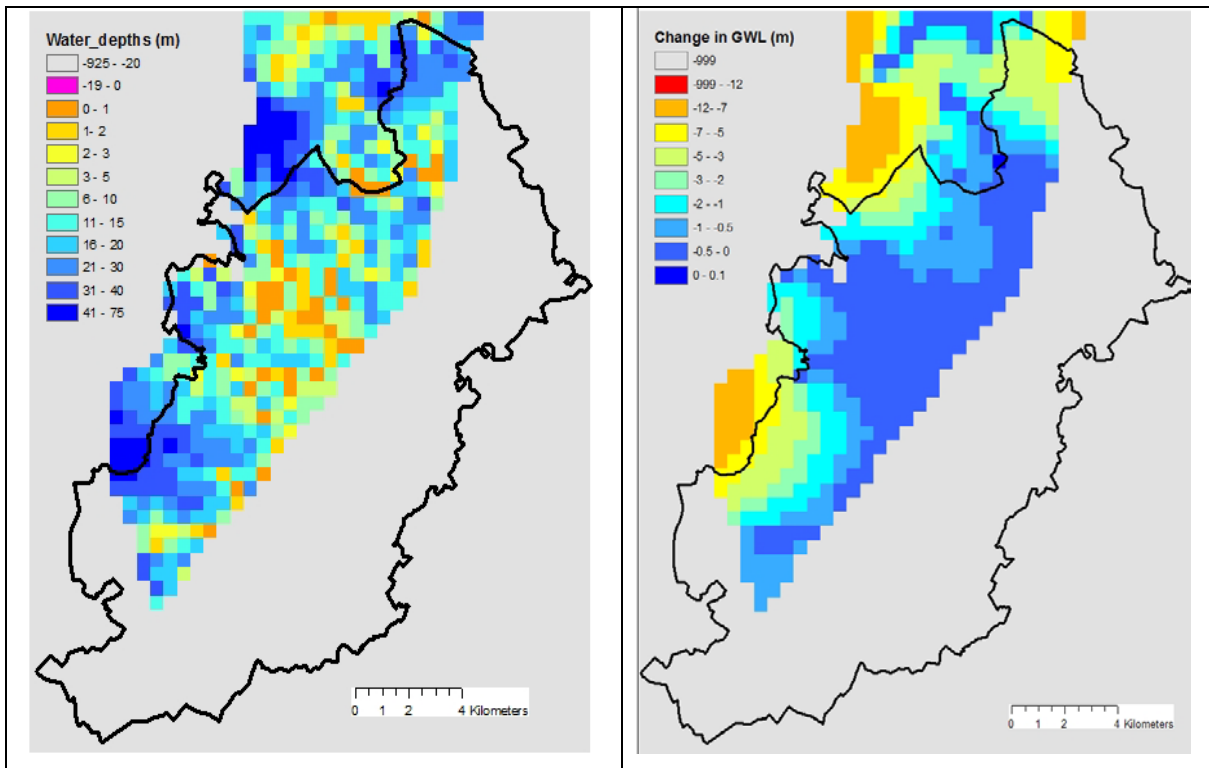 Water_depths (m)
-925 - -20
-19 - 0
0 - 1
1- 2
2 - 3
3 - 5
6 - 10
11 - 15
16 - 20
21 - 30
31 - 40
41 - 75
0 1 2 4 Kilometers
Change in GWL (m)
-999
-999 - -12
-12 - -7
-7 - -5
-5 - -3
-3 - -2
-2 - -1
-1 - -0.5
-0.5 - 0
0 - 0.1
0 1 2 4 Kilometers